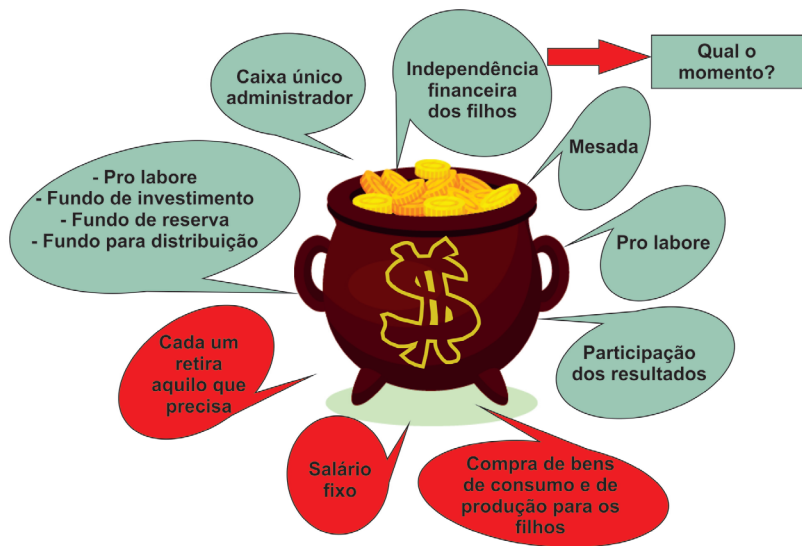 Caixa único
administrador
Independência
financeira
dos filhos
Qual o
momento?
Mesada
- Pro labore
- Fundo de investimento
- Fundo de reserva
- Fundo para distribuição
Pro labore
$
Cada um
retira
aquilo que
precisa
Participação
dos resultados
Salário
fixo
Compra de bens
de consumo e de
produção para os
filhos